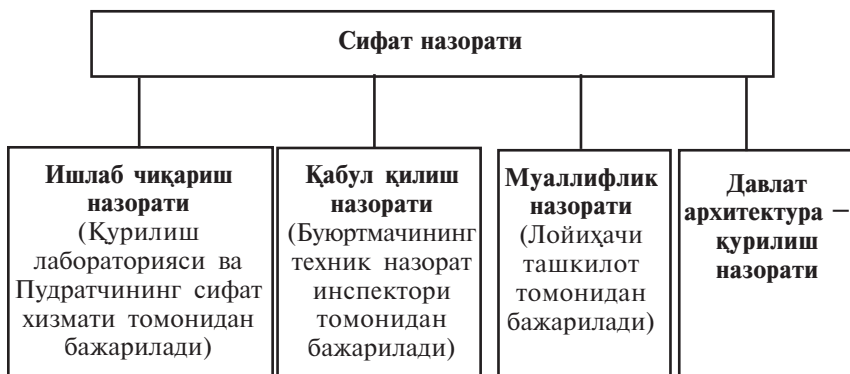 Сифат назорати
Ишлаб чиқариш
назорати
(Қурилиш
лабораторияси ва
Пудратчининг сифат
хизмати томонидан
бажарилади)
Қабул қилиш
назорати
(Буюртмачининг
техник назорат
инспектори
томонидан
бажарилади)
Муаллифлик
назорати
(Лойиҳачи
ташкилот
томонидан
бажарилади)
Давлат
архитектура —
қурилиш
назорати